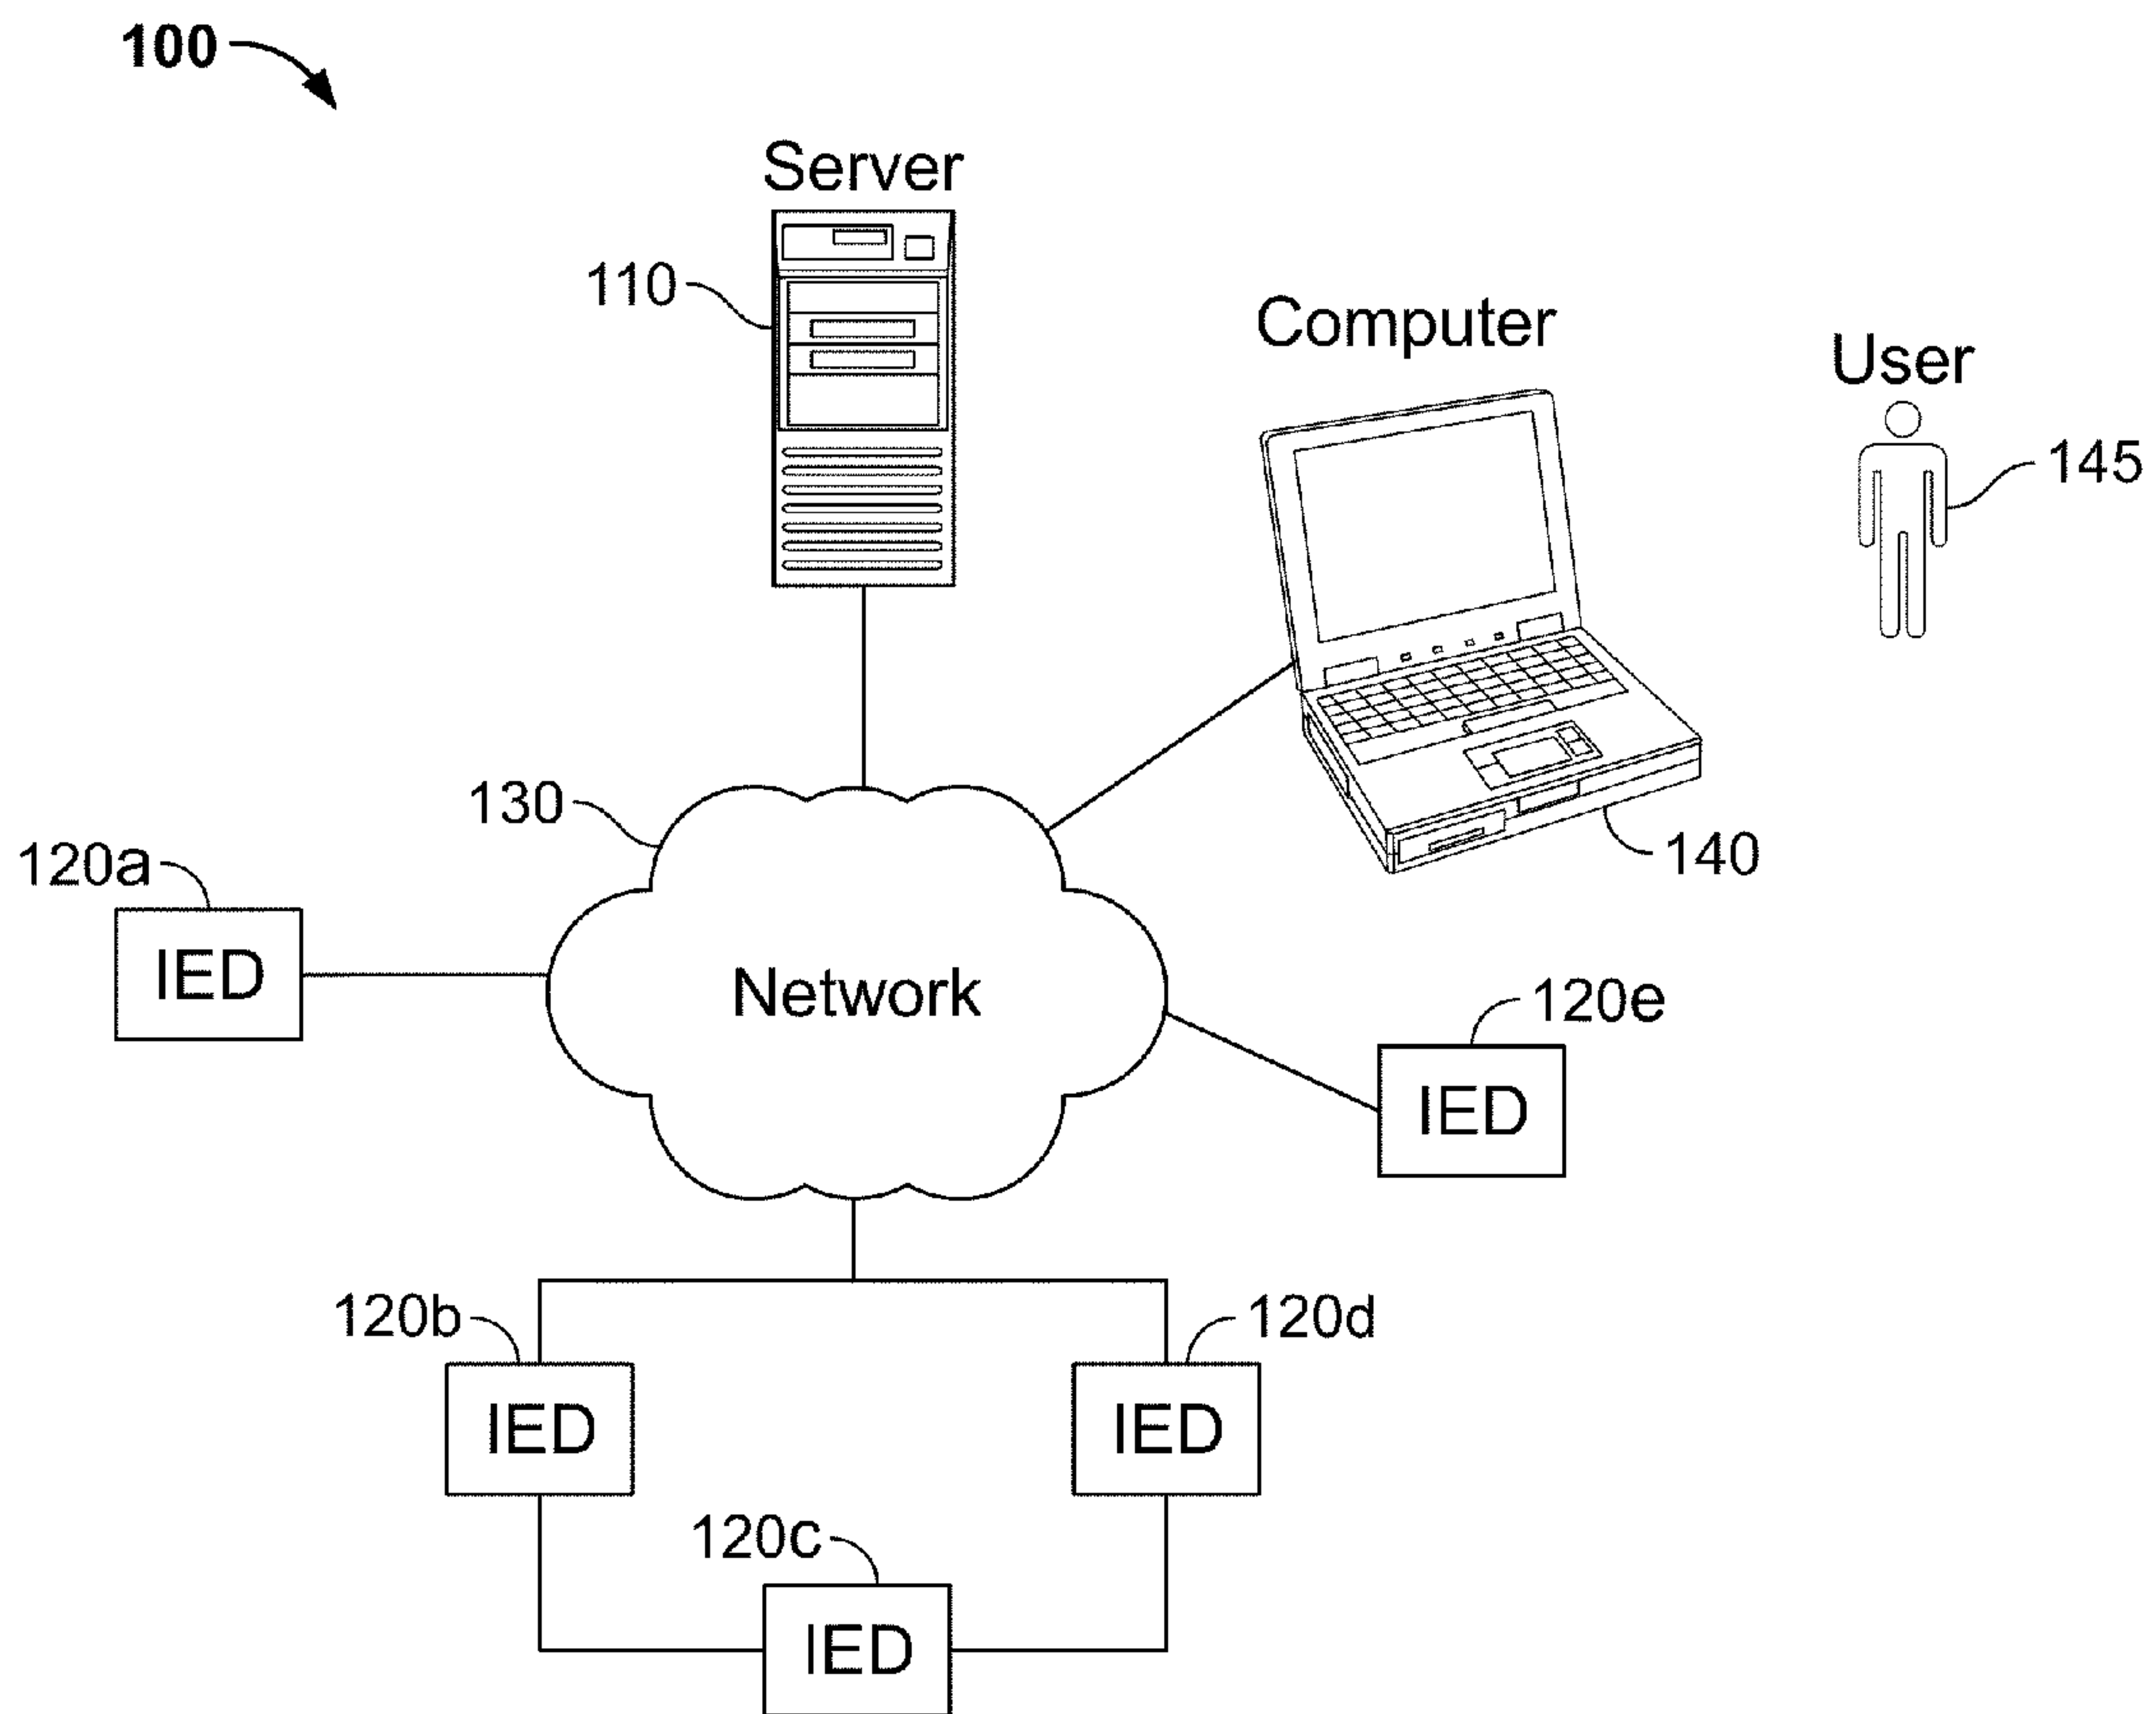 100
Server
110
Computer
User
145
130
140
120a
IED
Network
120e
IED
120b
120d
IED
IED
120c
IED